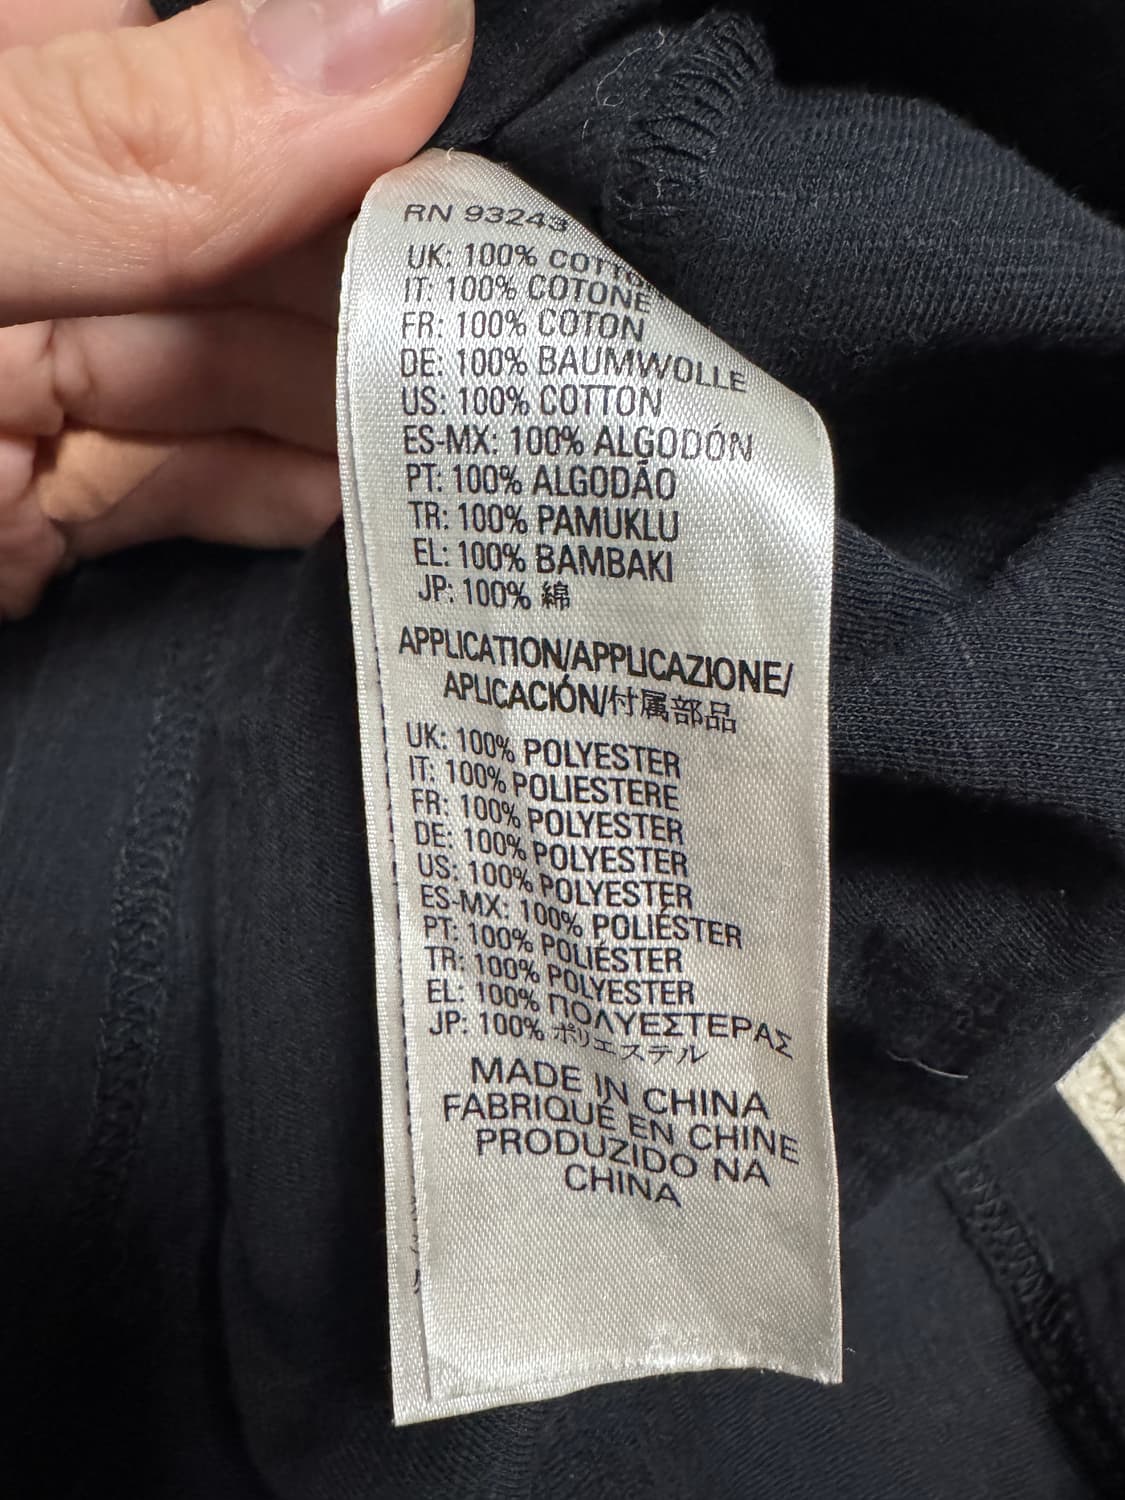 RN 93243
UK: 100% COTTON
IT: 100% COTONE
FR: 100% COTON
DE: 100% BAUMWOLLE
US: 100% COTTON
ES-MX: 100% ALGODÓN
PT: 100% ALGODÃO
TR: 100% PAMUKLU
EL: 100% BAMBAKI
JP: 100% 綿
APPLICATION/APPLICAZIONE/
APLICACIÓN/付属部品
UK: 100% POLYESTER
IT: 100% POLIESTERE
FR: 100% POLYESTER
DE: 100% POLYESTER
US: 100% POLYESTER
ES-MX: 100% POLIÉSTER
PT: 100% POLIÉSTER
TR: 100% POLYESTER
EL: 100% ΠΟΛΥΕΣΤΕΡΑΣ
JP: 100% ポリエステル
MADE IN CHINA
FABRIQUÉ EN CHINE
PRODUZIDO NA
CHINA